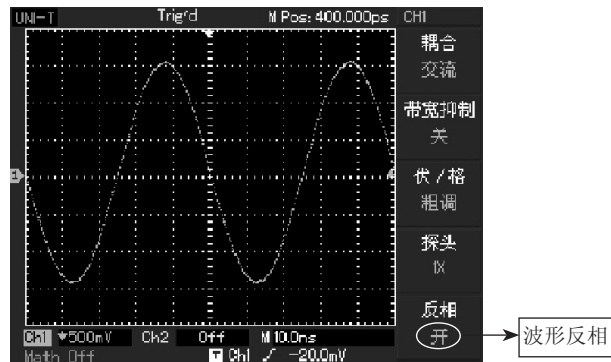 UNI-T Trig'd M Pos: 400.000ps CH1
耦合
交流
带宽抑制
关
伏/格
粗调
探头
1X
反相
开
波形反相
1
Ch1 500mV Ch2 Off M 10.0ns
Math Off T Ch1 -20.0mV